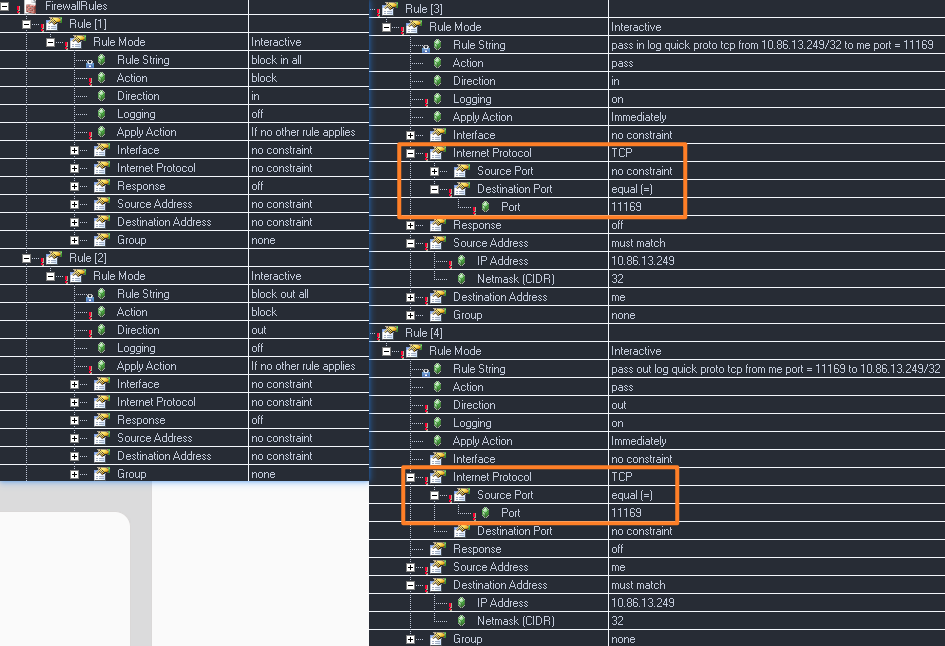 FirewallRules
Rule [1]
Rule Mode Interactive
Rule String block in all
Action block
Direction in
Logging off
Apply Action If no other rule applies
Interface no constraint
Internet Protocol no constraint
Response off
Source Address no constraint
Destination Address no constraint
Group none
Rule [2]
Rule Mode Interactive
Rule String block out all
Action block
Direction out
Logging off
Apply Action If no other rule applies
Interface no constraint
Internet Protocol no constraint
Response off
Source Address no constraint
Destination Address no constraint
Group none
Rule [3]
Rule Mode Interactive
Rule String pass in log quick proto tcp from 10.86.13.249/32 to me port = 11169
Action pass
Direction in
Logging on
Apply Action Immediately
Interface no constraint
Internet Protocol TCP
Source Port no constraint
Destination Port equal (=)
Port 11169
Response off
Source Address must match
IP Address 10.86.13.249
Netmask (CIDR) 32
Destination Address me
Group none
Rule [4]
Rule Mode Interactive
Rule String pass out log quick proto tcp from me port = 11169 to 10.86.13.249/32
Action pass
Direction out
Logging on
Apply Action Immediately
Interface no constraint
Internet Protocol TCP
Source Port equal (=)
Port 11169
Destination Port no constraint
Response off
Source Address me
Destination Address must match
IP Address 10.86.13.249
Netmask (CIDR) 32
Group none